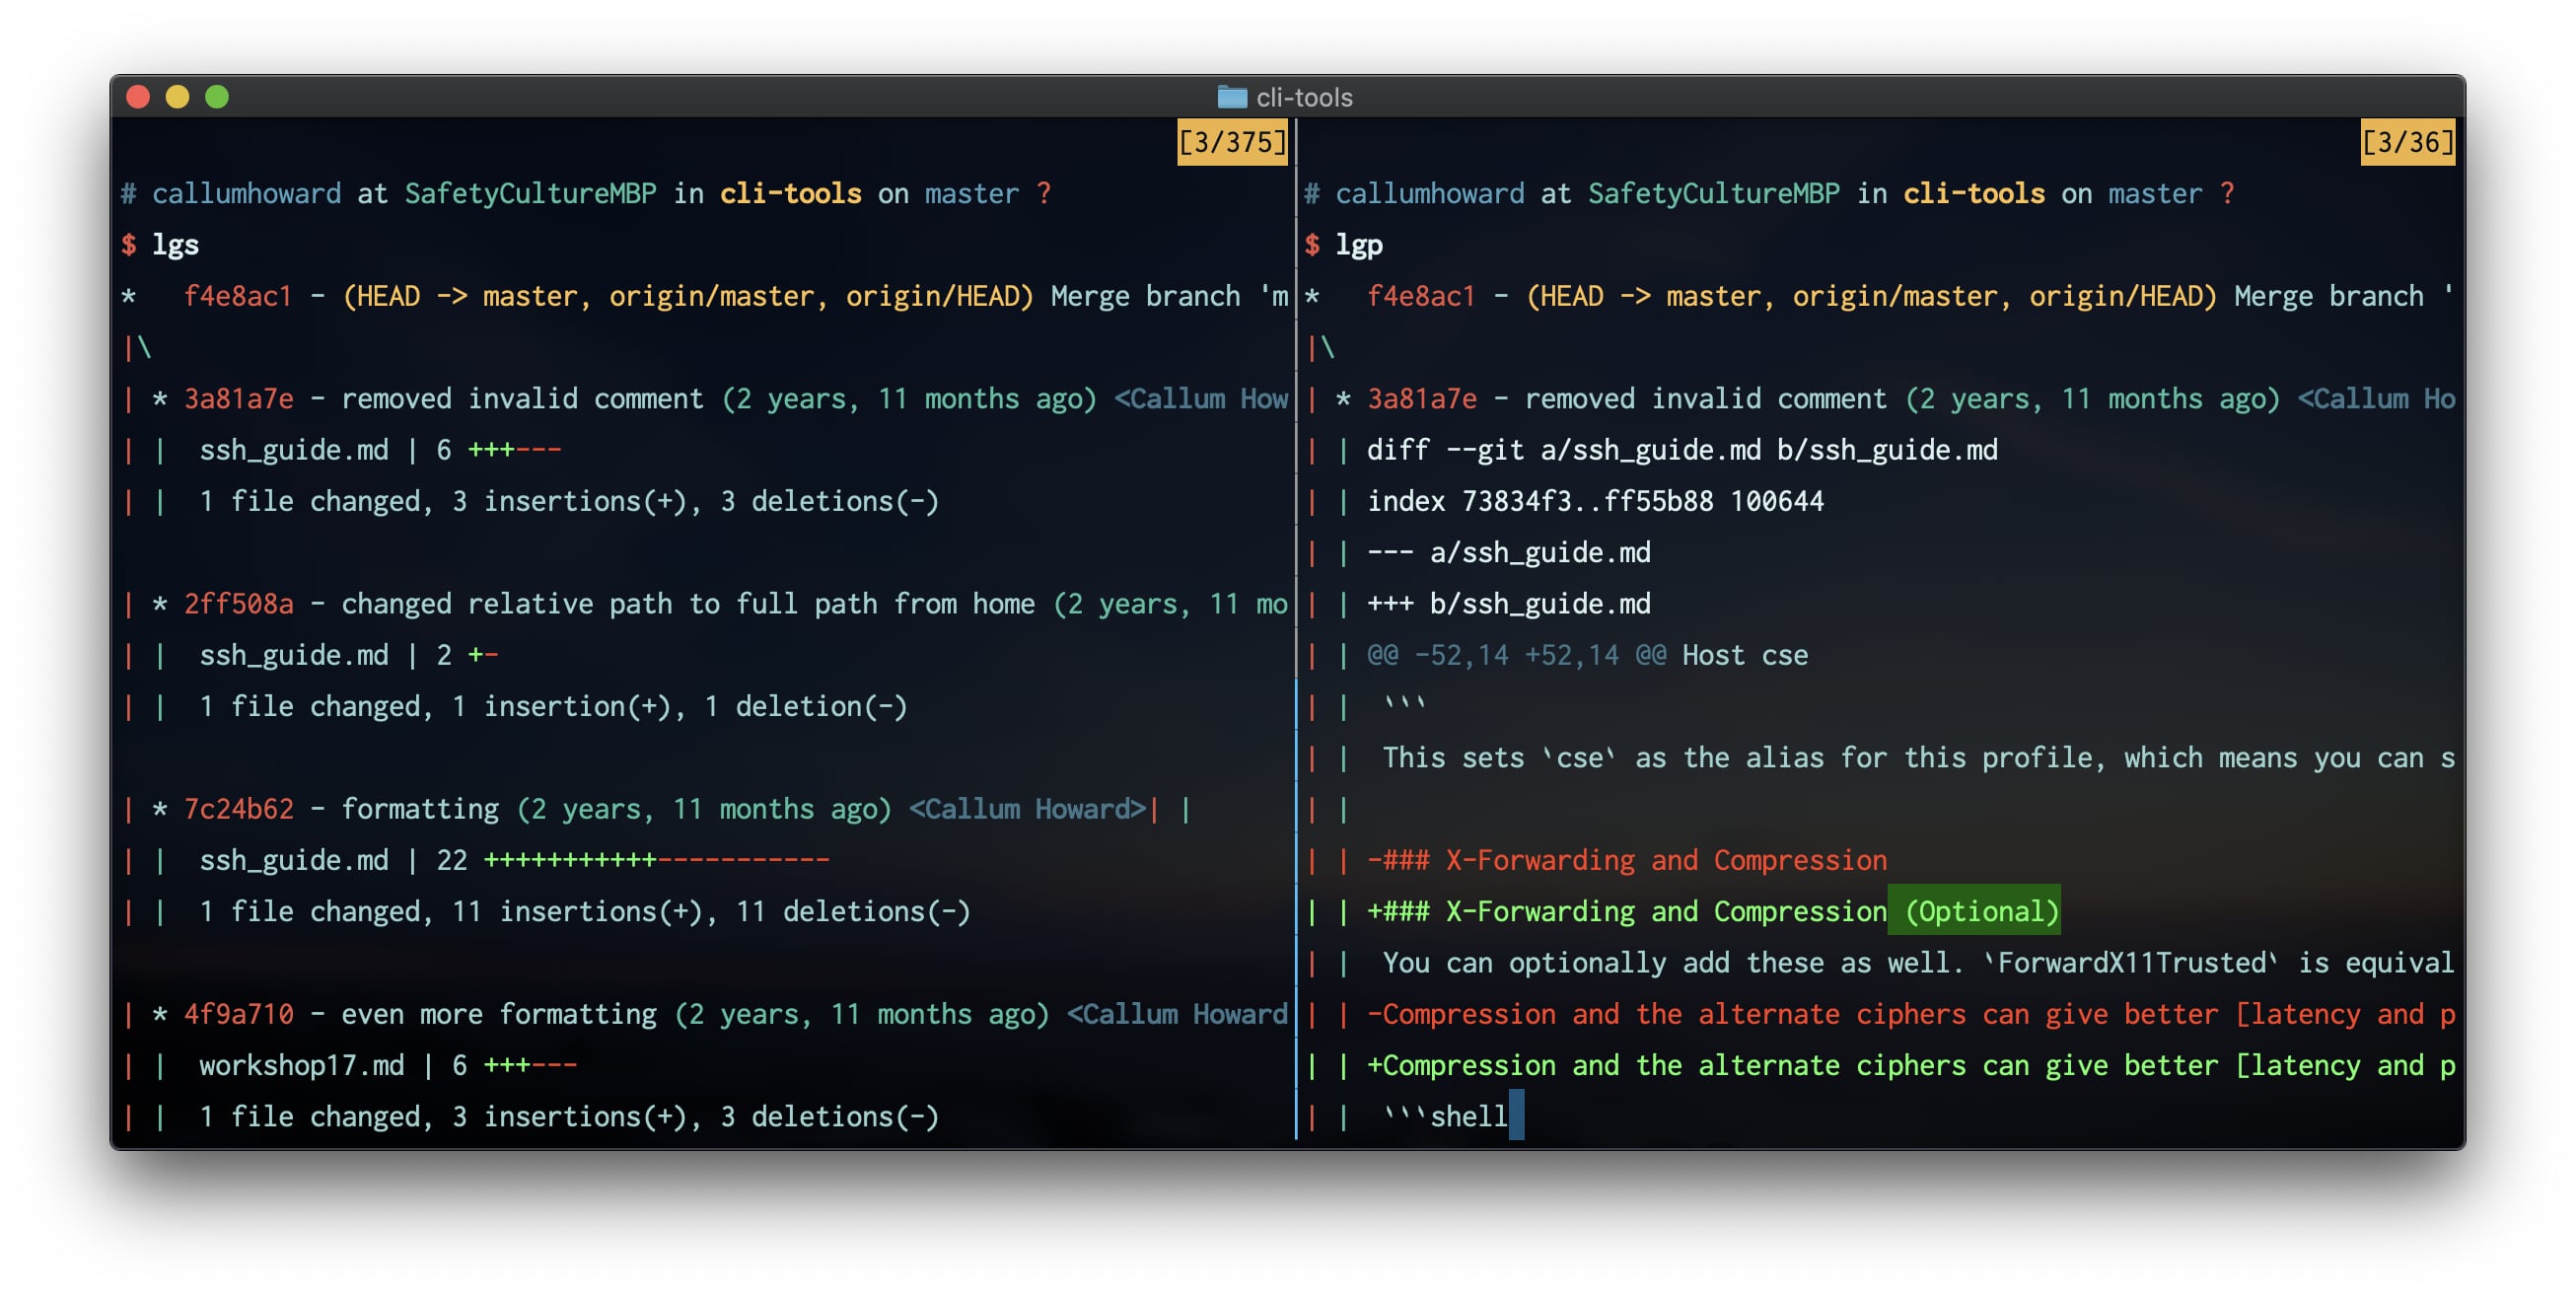 cli-tools
[3/375]
# callumhoward at SafetyCultureMBP in cli-tools on master ?
$ lgs
*   f4e8ac1 - (HEAD -> master, origin/master, origin/HEAD) Merge branch 'm
|\
| * 3a81a7e - removed invalid comment (2 years, 11 months ago) <Callum How
| |  ssh_guide.md | 6 +++---
| |  1 file changed, 3 insertions(+), 3 deletions(-)
| * 2ff508a - changed relative path to full path from home (2 years, 11 mo
| |  ssh_guide.md | 2 +-
| |  1 file changed, 1 insertion(+), 1 deletion(-)
| * 7c24b62 - formatting (2 years, 11 months ago) <Callum Howard>| |
| |  ssh_guide.md | 22 +++++++++++-----------
| |  1 file changed, 11 insertions(+), 11 deletions(-)
| * 4f9a710 - even more formatting (2 years, 11 months ago) <Callum Howard
| |  workshop17.md | 6 +++---
| |  1 file changed, 3 insertions(+), 3 deletions(-)
[3/36]
# callumhoward at SafetyCultureMBP in cli-tools on master ?
$ lgp
*   f4e8ac1 - (HEAD -> master, origin/master, origin/HEAD) Merge branch '
|\
| * 3a81a7e - removed invalid comment (2 years, 11 months ago) <Callum Ho
| | diff --git a/ssh_guide.md b/ssh_guide.md
| | index 73834f3..ff55b88 100644
| | --- a/ssh_guide.md
| | +++ b/ssh_guide.md
| | @@ -52,14 +52,14 @@ Host cse
| |  ```
| |  This sets `cse` as the alias for this profile, which means you can s
| |
| | -### X-Forwarding and Compression
| | +### X-Forwarding and Compression (Optional)
| |  You can optionally add these as well. `ForwardX11Trusted` is equival
| | -Compression and the alternate ciphers can give better [latency and p
| | +Compression and the alternate ciphers can give better [latency and p
| |  ```shell